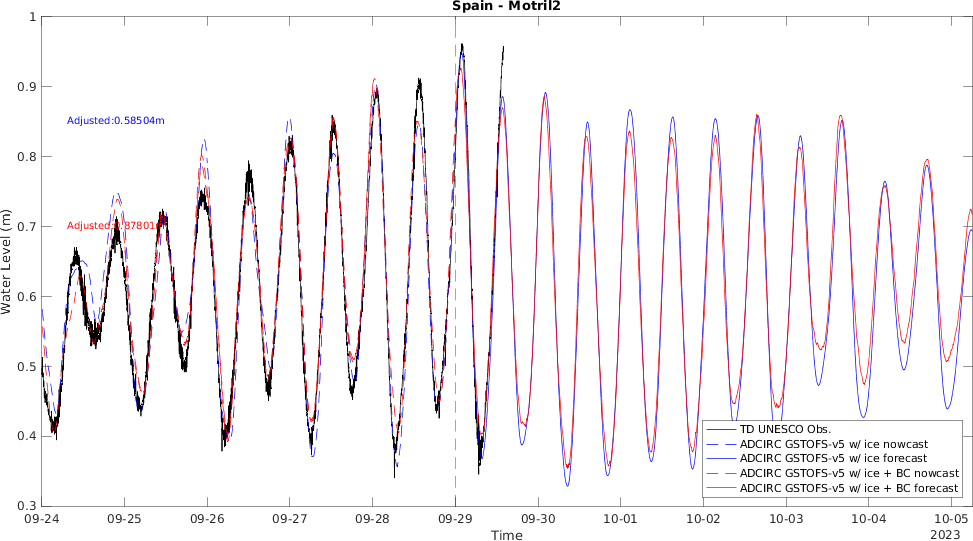 Spain - Motril2
Water Level (m)
1
0.9
0.8
0.7
0.6
0.5
0.4
0.3
Adjusted:0.58504m
TD UNESCO Obs.
ADCIRC GSTOFS-v5 w/ ice nowcast
ADCIRC GSTOFS-v5 w/ ice forecast
ADCIRC GSTOFS-v5 w/ ice + BC nowcast
ADCIRC GSTOFS-v5 w/ ice + BC forecast
09-24 09-25 09-26 09-27 09-28 09-29 09-30 10-01 10-02 10-03 10-04 10-05
2023
Time